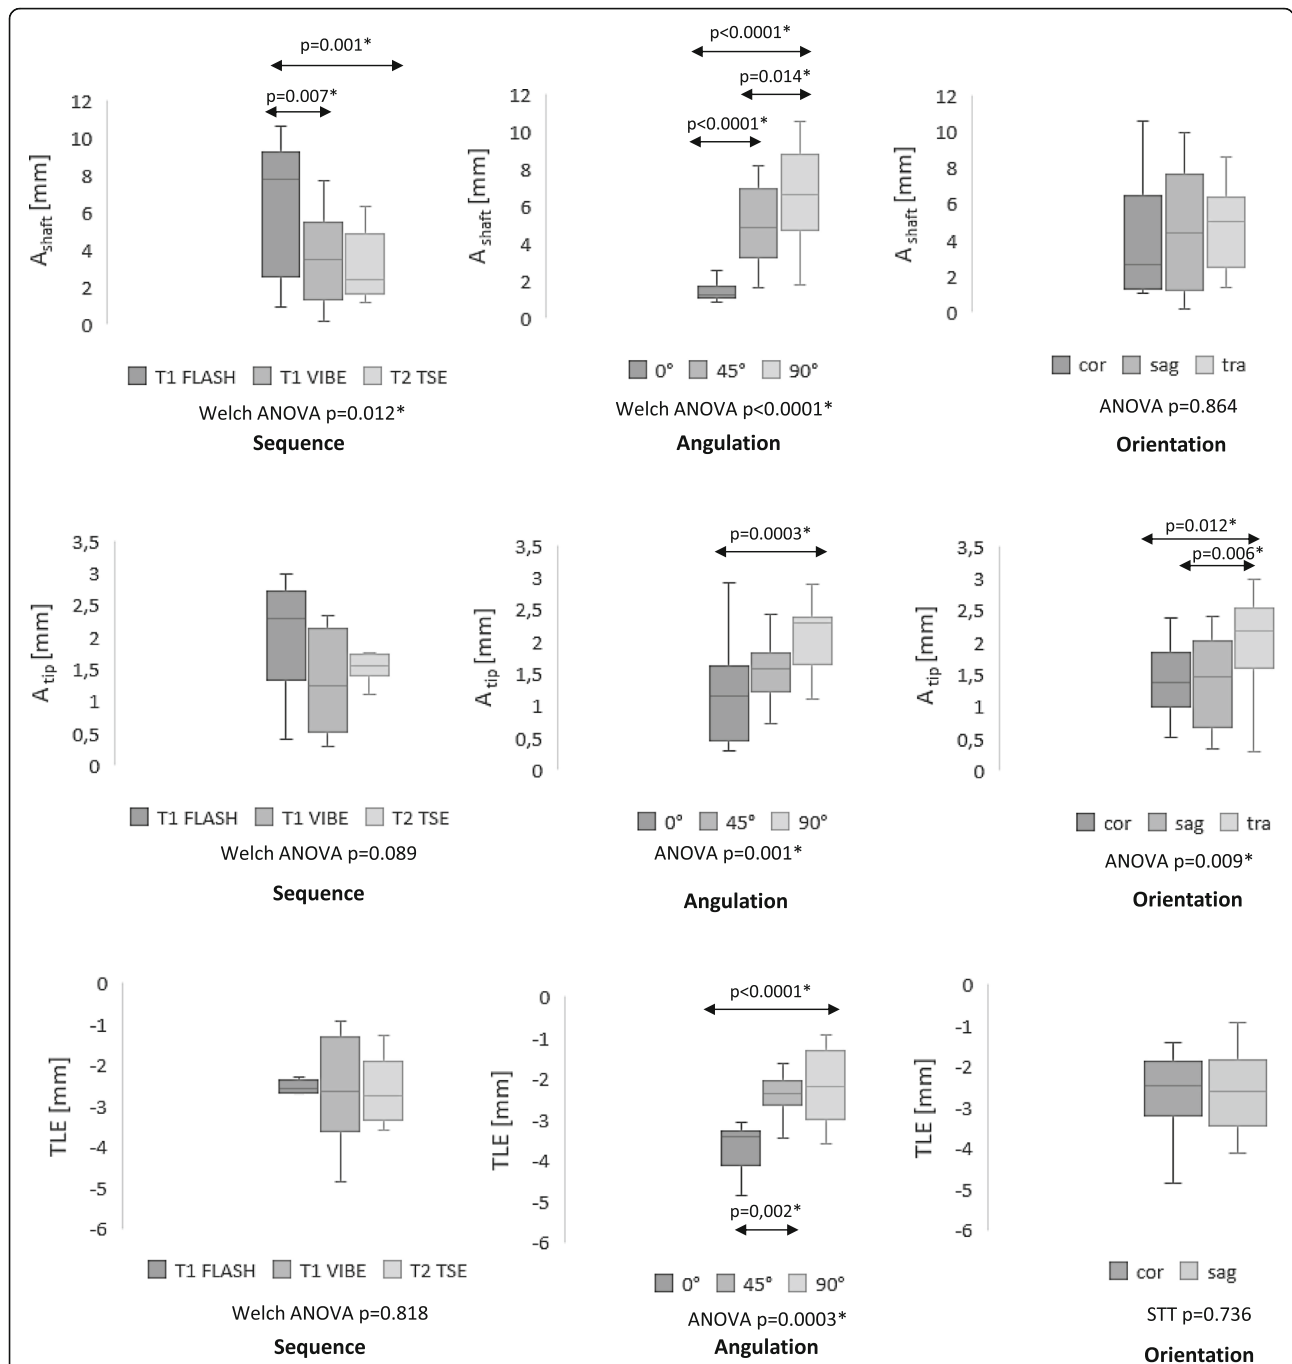 p=0.001*
p=0.007*
12
10
8
6
4
2
0
A shaft [mm]
T1 FLASH T1 VIBE T2 TSE
Welch ANOVA p=0.012*
Sequence
p<0.0001*
p=0.014*
p<0.0001*
12
10
8
6
4
2
0
A shaft [mm]
0° 45° 90°
Welch ANOVA p<0.0001*
Angulation
12
10
8
6
4
2
0
A shaft [mm]
cor sag tra
ANOVA p=0.864
Orientation
3,5
3
2,5
2
1,5
1
0,5
0
A tip [mm]
T1 FLASH T1 VIBE T2 TSE
Welch ANOVA p=0.089
Sequence
p=0.0003*
3,5
3
2,5
2
1,5
1
0,5
0
A tip [mm]
0° 45° 90°
ANOVA p=0.001*
Angulation
p=0.012*
p=0.006*
3,5
3
2,5
2
1,5
1
0,5
0
A tip [mm]
cor sag tra
ANOVA p=0.009*
Orientation
0
-1
-2
-3
-4
-5
-6
TLE [mm]
T1 FLASH T1 VIBE T2 TSE
Welch ANOVA p=0.818
Sequence
p<0.0001*
0
-1
-2
-3
-4
-5
-6
TLE [mm]
p=0,002*
0° 45° 90°
ANOVA p=0.0003*
Angulation
0
-1
-2
-3
-4
-5
-6
TLE [mm]
cor sag
STT p=0.736
Orientation